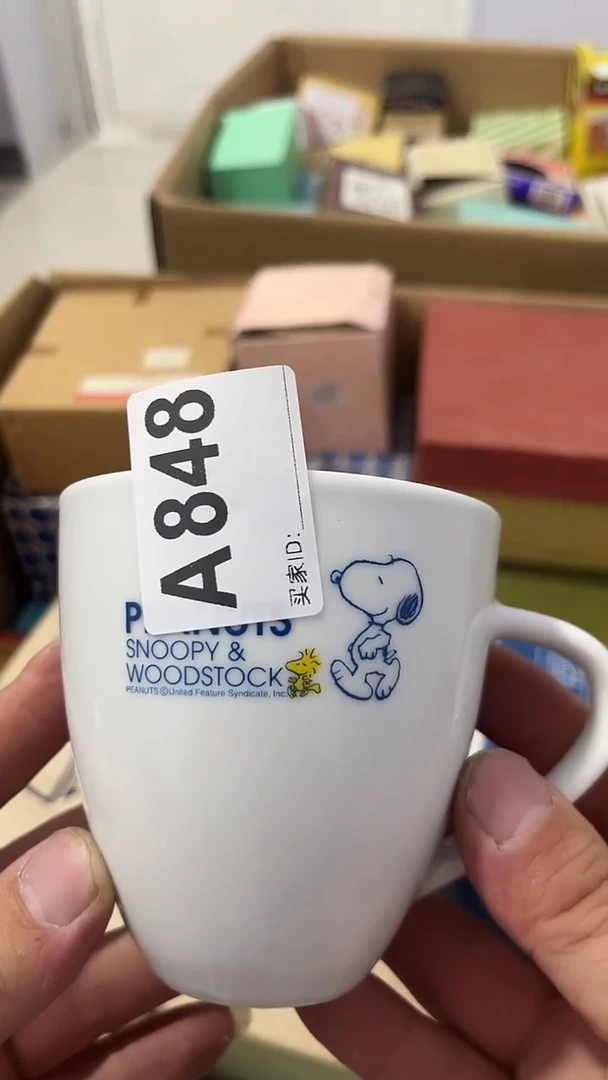 A848
买家ID:
PEANUTS
SNOOPY &
WOODSTOCK
PEANUTS ©United Feature Syndicate, Inc.